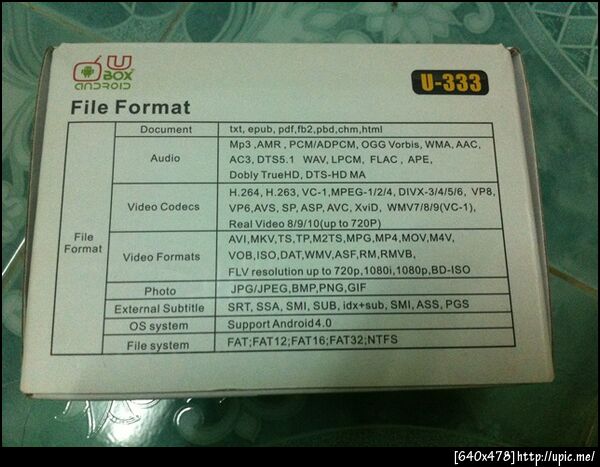 U
BOX
ANDROID
U-333
File Format
File Format
Document
txt, epub, pdf,fb2,pbd,chm,html
Audio
Mp3 ,AMR , PCM/ADPCM, OGG Vorbis, WMA, AAC,
AC3, DTS5.1 WAV, LPCM, FLAC , APE,
Dobly TrueHD, DTS-HD MA
Video Codecs
H.264, H.263, VC-1,MPEG-1/2/4, DIVX-3/4/5/6, VP8,
VP6,AVS, SP, ASP, AVC, XviD, WMV7/8/9(VC-1),
Real Video 8/9/10(up to 720P)
Video Formats
AVI,MKV,TS,TP,M2TS,MPG,MP4,MOV,M4V,
VOB,ISO,DAT,WMV,ASF,RM,RMVB,
FLV resolution up to 720p,1080i,1080p,BD-ISO
Photo
JPG/JPEG,BMP,PNG,GIF
External Subtitle
SRT, SSA, SMI, SUB, idx+sub, SMI, ASS, PGS
OS system
Support Android4.0
File system
FAT;FAT12;FAT16;FAT32;NTFS
[640x478]http://upic.me/